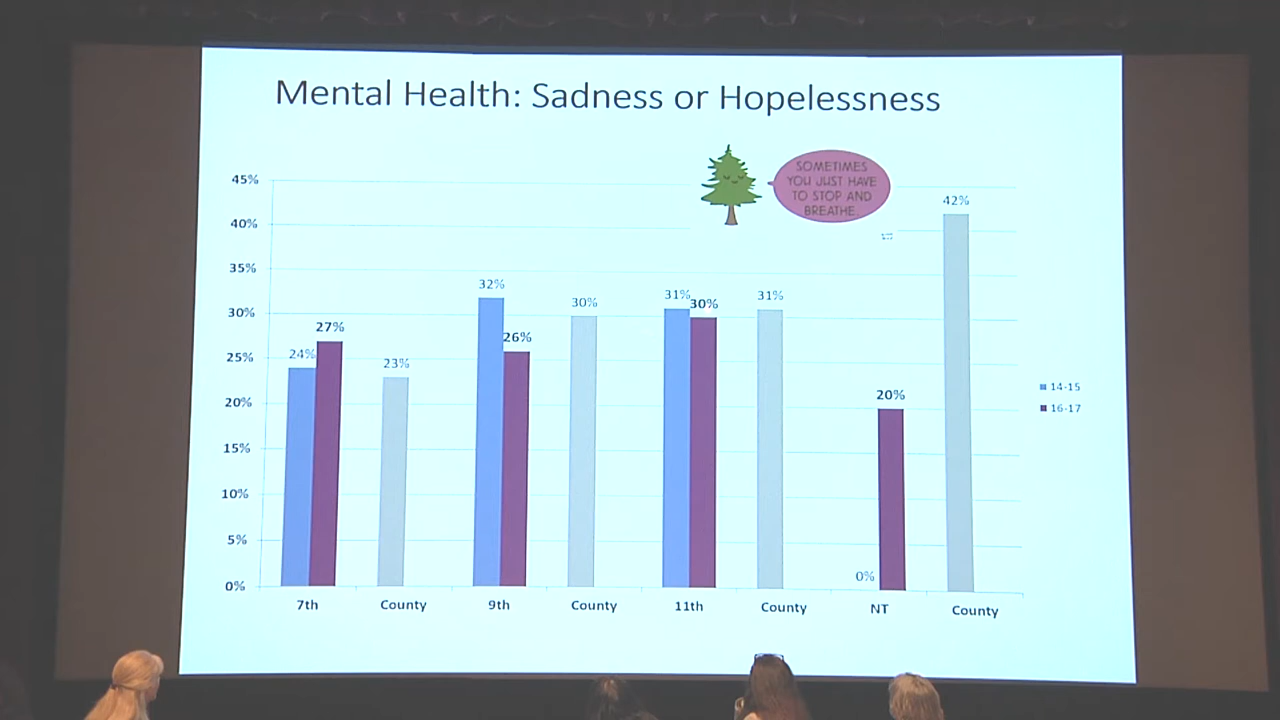 Mental Health: Sadness or Hopelessness
SOMETIMES
YOU JUST HAVE
TO STOP AND
BREATHE.
45%
40%
35%
30%
25%
20%
15%
10%
5%
0%
24%
27%
23%
32%
26%
30%
31%
30%
31%
0%
20%
42%
7th
County
9th
County
11th
County
NT
County
14-15
16-17